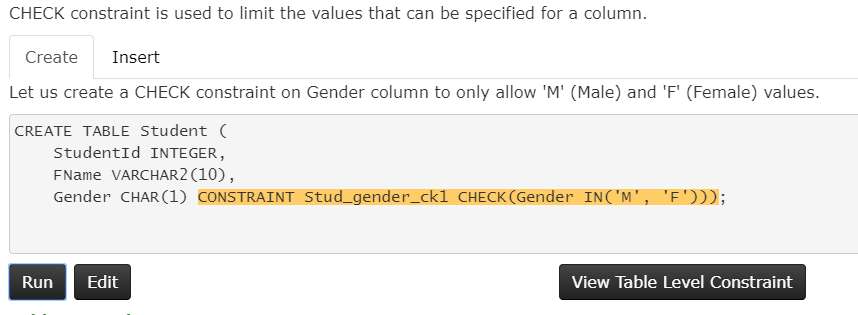 CHECK constraint is used to limit the values that can be specified for a column.
Create Insert
Let us create a CHECK constraint on Gender column to only allow 'M' (Male) and 'F' (Female) values.
CREATE TABLE Student (
    StudentId INTEGER,
    FName VARCHAR2(10),
    Gender CHAR(1) CONSTRAINT Stud_gender_ck1 CHECK(Gender IN('M', 'F')));
Run Edit View Table Level Constraint